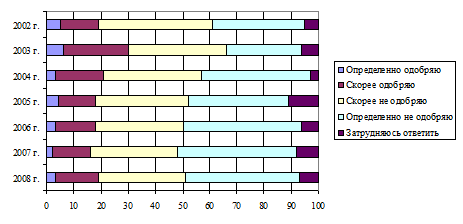 2002 г.
2003 г.
2004 г.
2005 г.
2006 г.
2007 г.
2008 г.
0 10 20 30 40 50 60 70 80 90 100
Определенно одобряю
Скорее одобряю
Скорее не одобряю
Определенно не одобряю
Затрудняюсь ответить